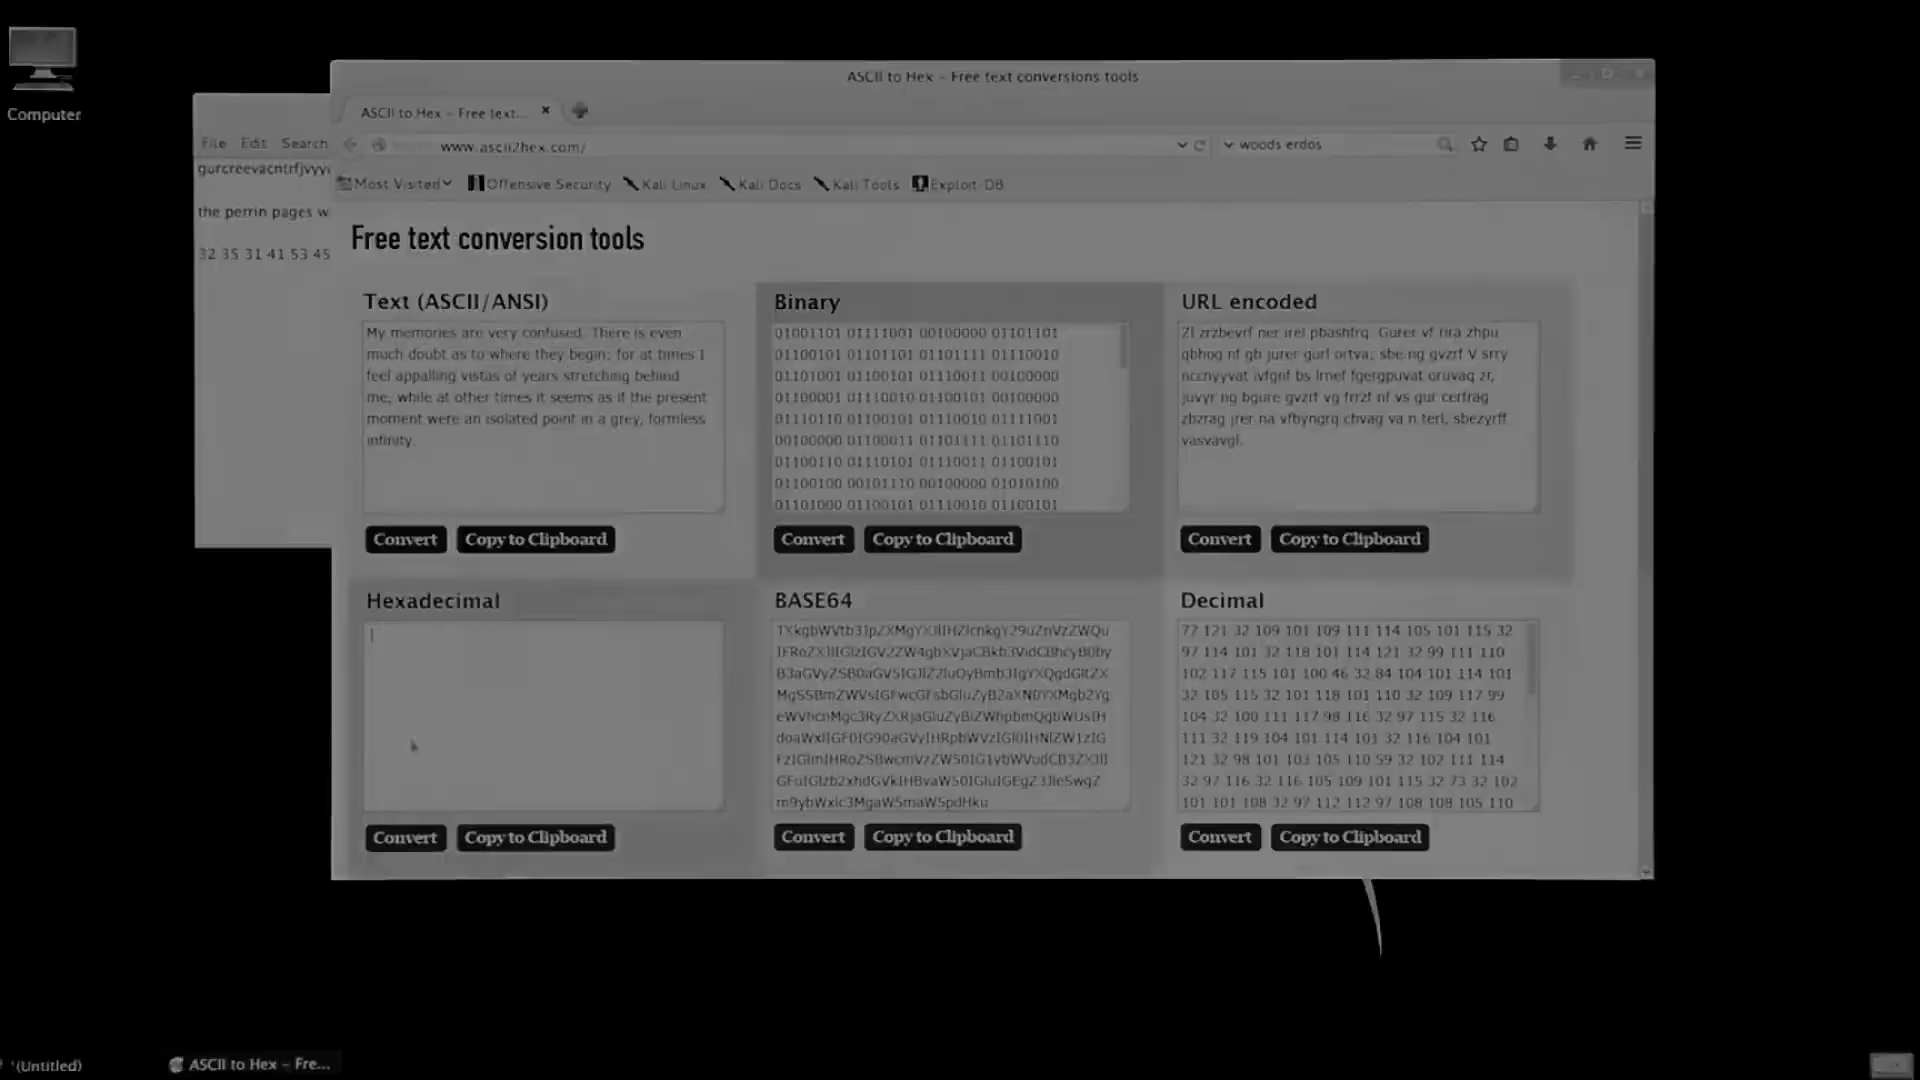 Computer
ASCII to Hex - Free text conversions tools
ASCII to Hex - Free text...
File Edit Search
www.ascii2hex.com/
woods erdos
gurcreevacntrfjvyy
Most Visited
Offensive Security
Kali Linux
Kali Docs
Kali Tools
Exploit-DB
the perrin pages w
32 35 31 41 53 45
Free text conversion tools
Text (ASCII/ANSI)
My memories are very confused. There is even
much doubt as to where they begin; for at times I
feel appalling vistas of years stretching behind
me, while at other times it seems as if the present
moment were an isolated point in a grey, formless
infinity.
Convert
Copy to Clipboard
Binary
01001101 01111001 00100000 01101101
01100101 01101101 01101111 01110010
01101001 01100101 01110011 00100000
01100001 01110010 01100101 00100000
01110110 01100101 01110010 01111001
00100000 01100011 01101111 01101110
01100110 01110101 01110011 01100101
01100100 00101110 00100000 01010100
01101000 01100101 01110010 01100101
Convert
Copy to Clipboard
URL encoded
Zl zrzbevrf ner irel pbashfrq. Gurer vf rira zhpu
qbhog nf gb jurer gurl ortva; sbe ng gvzrf V srry
nccnyyvat ivfgnf bs lrnef fgergpuvat oruvaq zr,
juvyr ng bgure gvzrf vg frrzf nf vs gur cerfrag
zbzrag jrer na vfbyngrq cbvag va n terl, sbezyrff
vasvavgl.
Convert
Copy to Clipboard
Hexadecimal
Convert
Copy to Clipboard
BASE64
Convert
Copy to Clipboard
Decimal
77 121 32 109 101 109 111 114 105 101 115 32
97 114 101 32 118 101 114 121 32 99 111 110
102 117 115 101 100 46 32 84 104 101 114 101
32 105 115 32 101 118 101 110 32 109 117 99
104 32 100 111 117 98 116 32 97 115 32 116
111 32 119 104 101 114 101 32 116 104 101
121 32 98 101 103 105 110 59 32 102 111 114
32 97 116 32 116 105 109 101 115 32 73 32 102
101 101 108 32 97 112 112 97 108 108 105 110
Convert
Copy to Clipboard
*(Untitled)
ASCII to Hex - Fre...